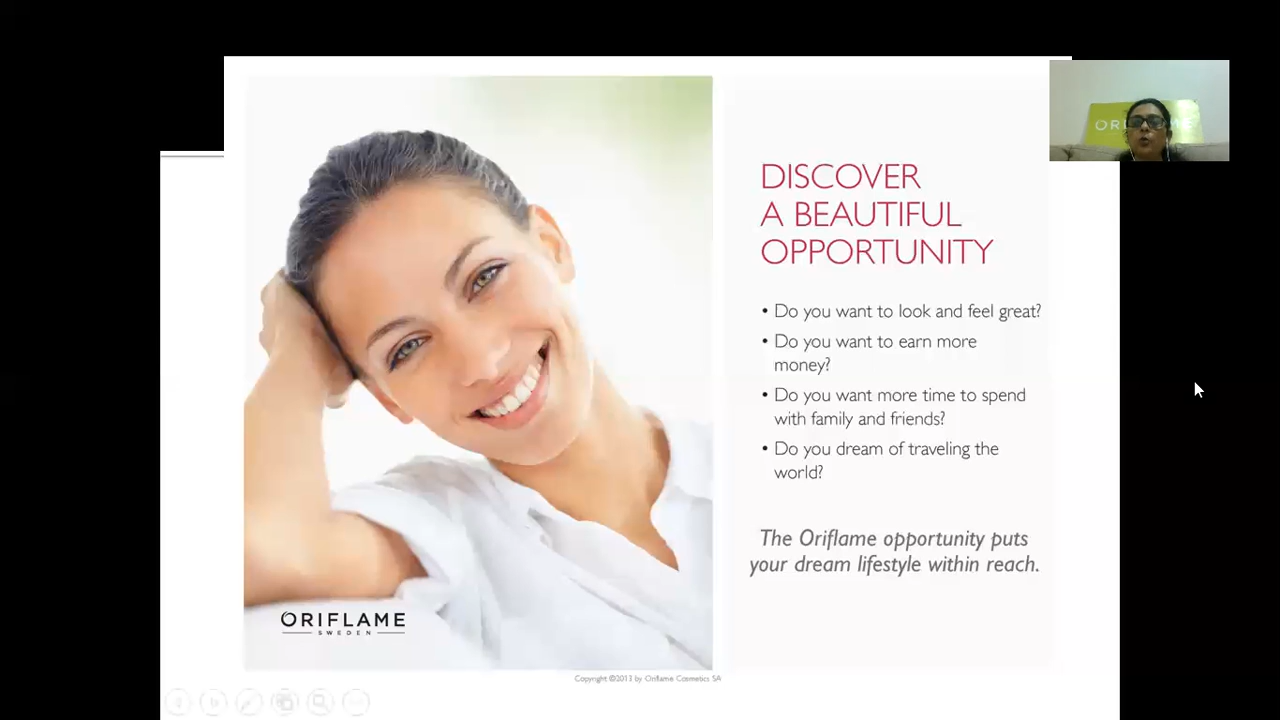 DISCOVER
A BEAUTIFUL
OPPORTUNITY
• Do you want to look and feel great?
• Do you want to earn more
money?
• Do you want more time to spend
with family and friends?
• Do you dream of traveling the
world?
The Oriflame opportunity puts
your dream lifestyle within reach.
ORIFLAME
SWEDEN
Copyright ©2013 by Oriflame Cosmetics SA